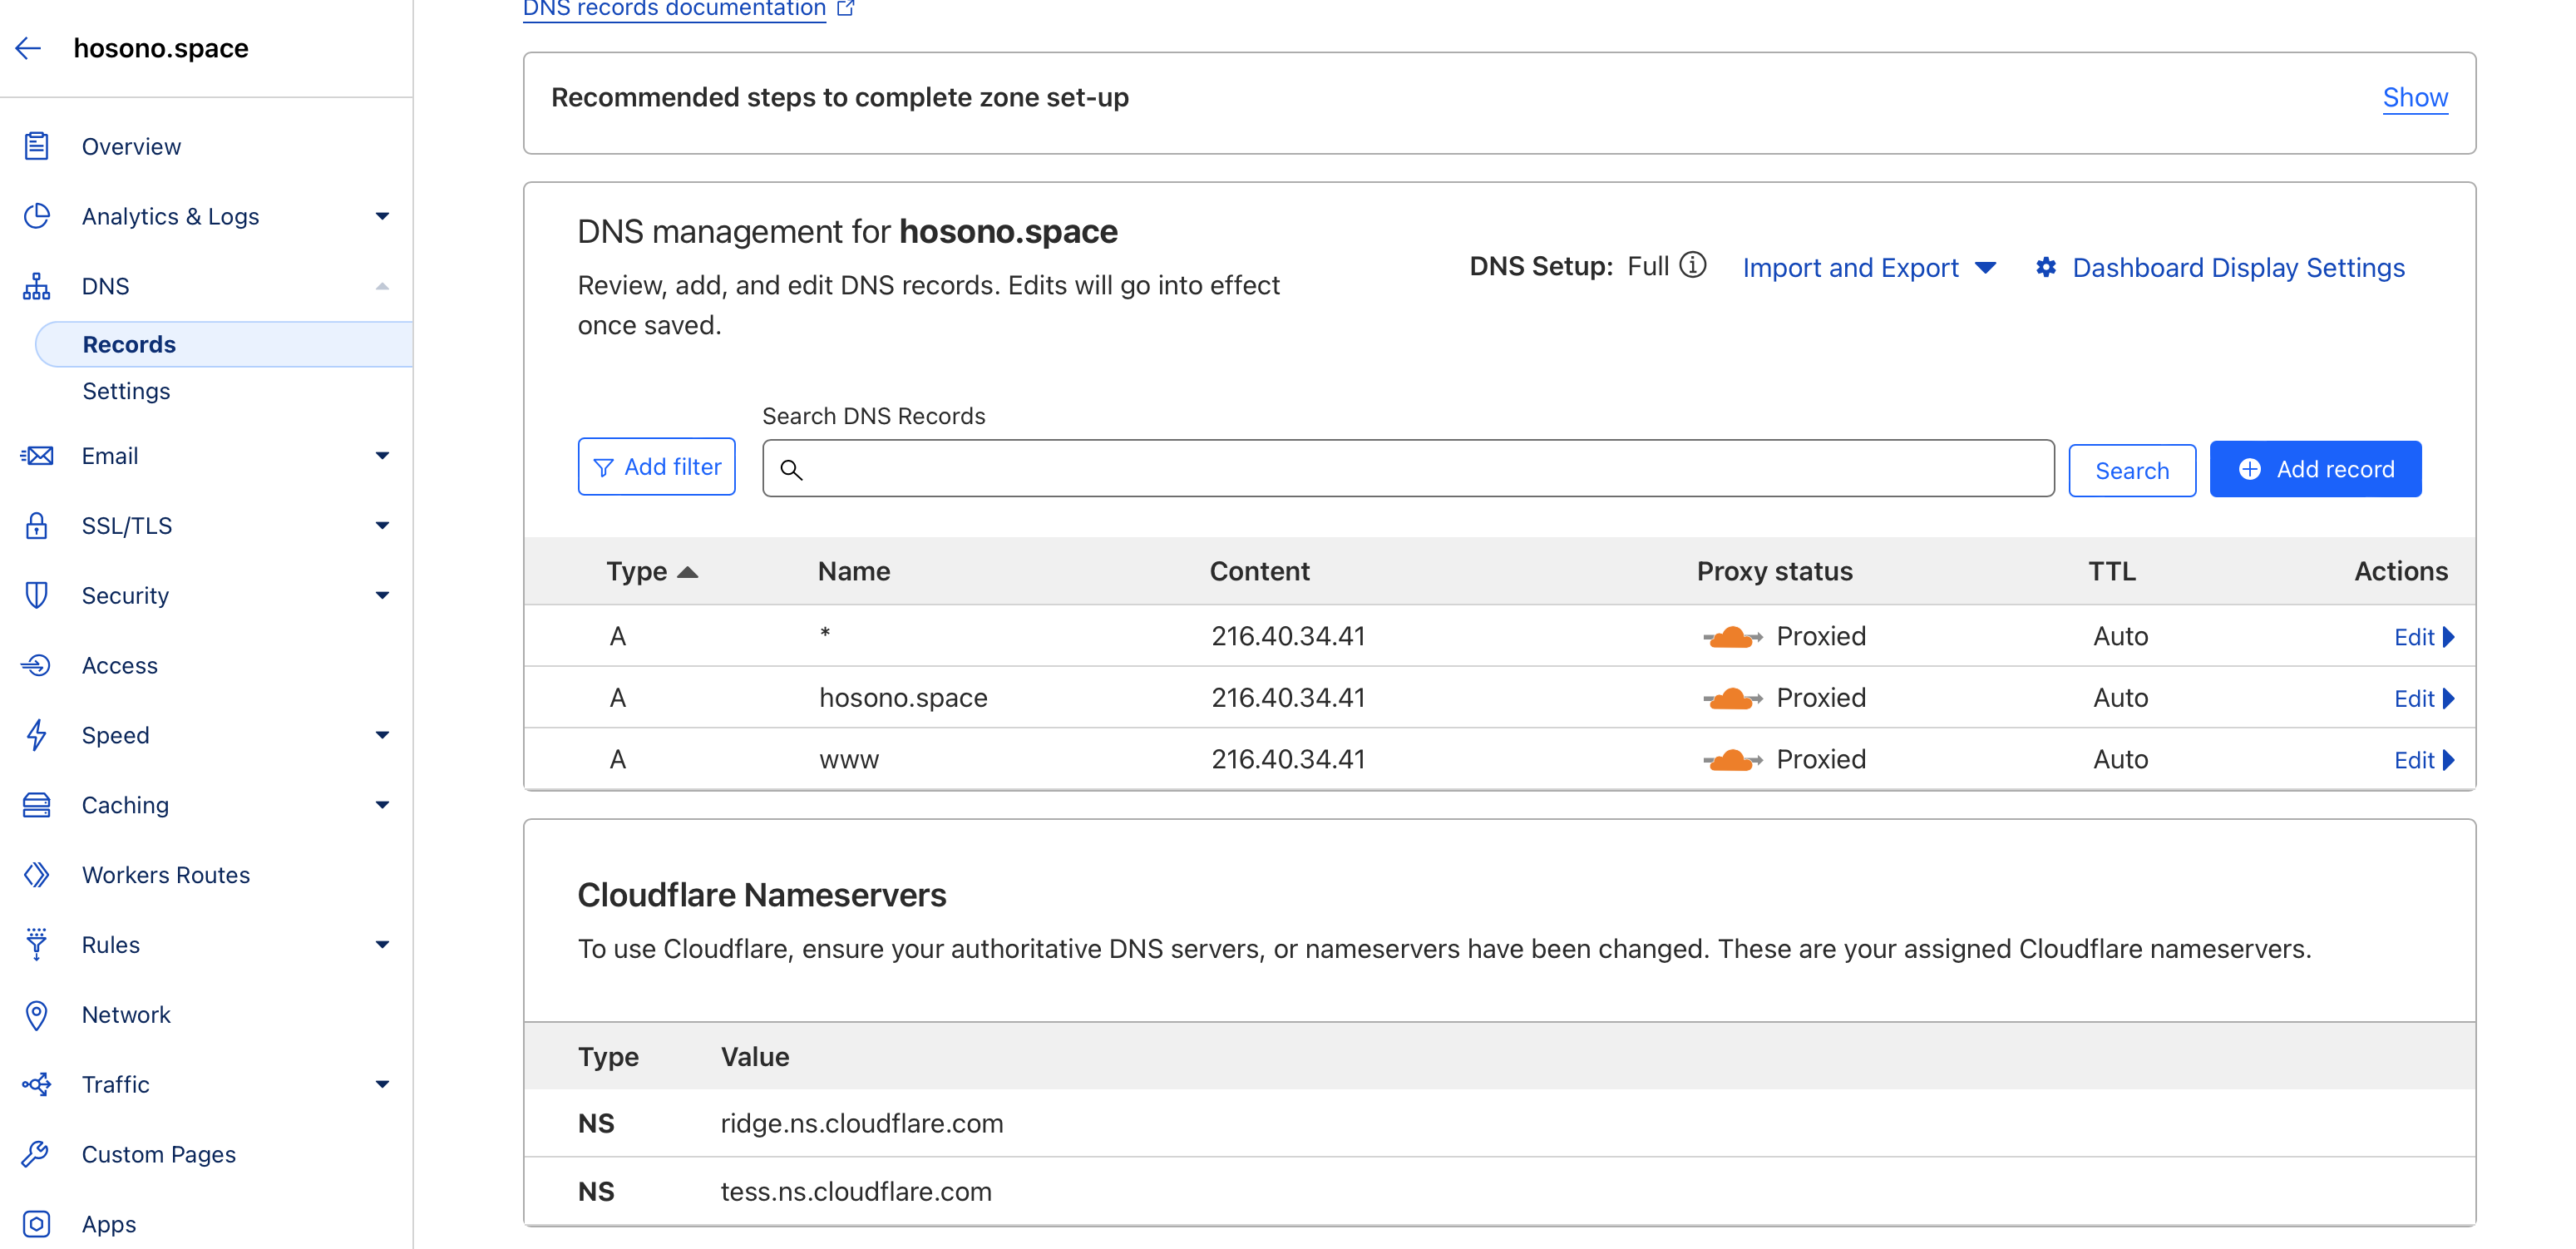 hosono.space
Overview
Analytics & Logs
DNS
Records
Settings
Email
SSL/TLS
Security
Access
Speed
Caching
Workers Routes
Rules
Network
Traffic
Custom Pages
Apps
DNS records documentation
Recommended steps to complete zone set-up
Show
DNS management for hosono.space
Review, add, and edit DNS records. Edits will go into effect
once saved.
DNS Setup: Full
Import and Export
Dashboard Display Settings
Search DNS Records
Add filter
Search
Add record
Type Name Content Proxy status TTL Actions
A * 216.40.34.41 Proxied Auto Edit
A hosono.space 216.40.34.41 Proxied Auto Edit
A www 216.40.34.41 Proxied Auto Edit
Cloudflare Nameservers
To use Cloudflare, ensure your authoritative DNS servers, or nameservers have been changed. These are your assigned Cloudflare nameservers.
Type Value
NS ridge.ns.cloudflare.com
NS tess.ns.cloudflare.com